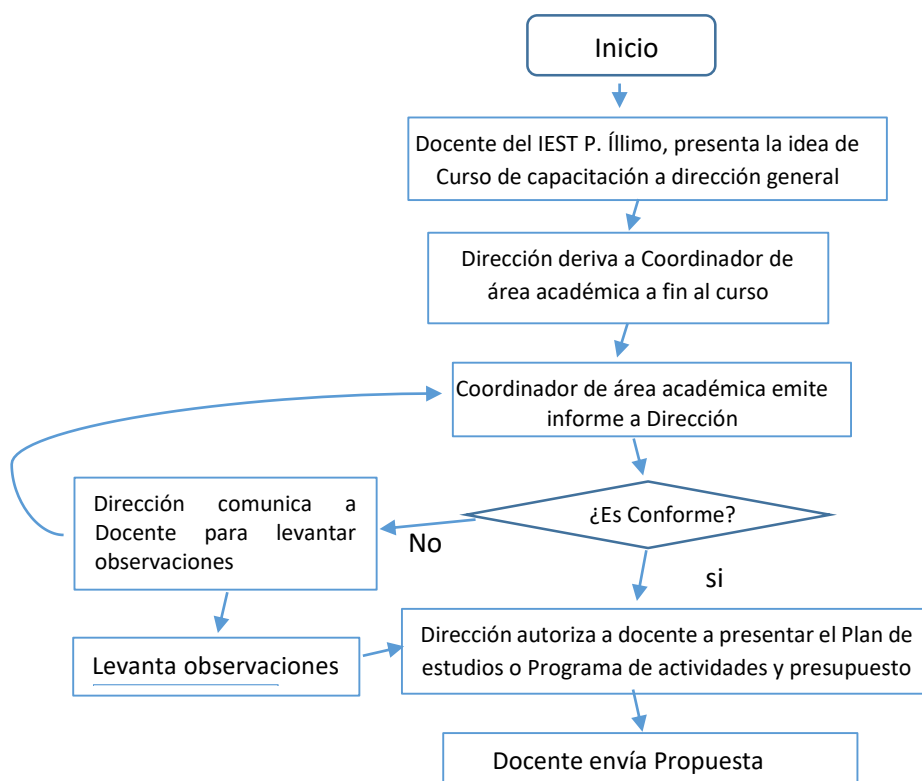 Inicio
Docente del IEST P. Íllimo, presenta la idea de
Curso de capacitación a dirección general
Dirección deriva a Coordinador de
área académica a fin al curso
Coordinador de área académica emite
informe a Dirección
¿Es Conforme?
No
si
Dirección comunica a
Docente para levantar
observaciones
Levanta observaciones
Dirección autoriza a docente a presentar el Plan de
estudios o Programa de actividades y presupuesto
Docente envía Propuesta